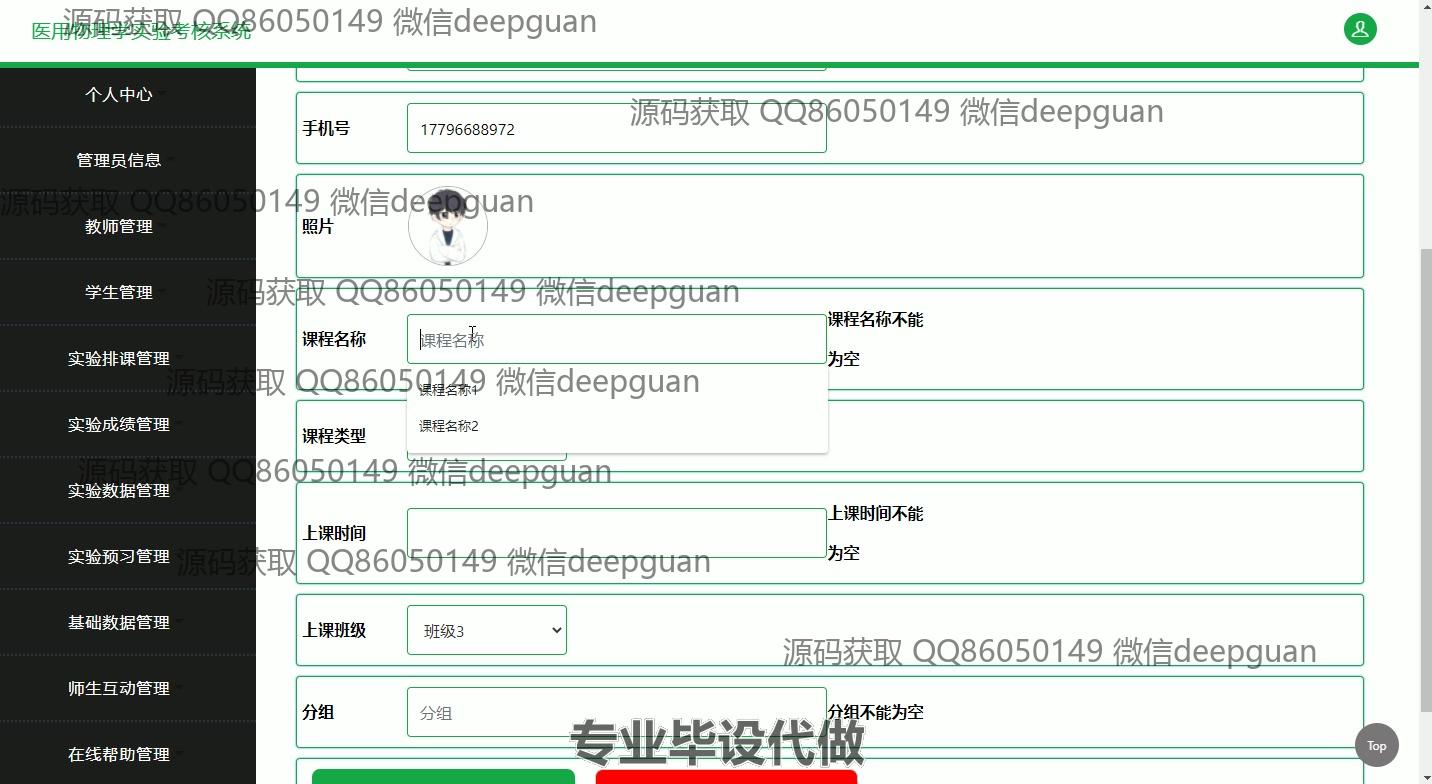 源码获取 QQ86050149 微信deepguan
医用物理学实验考核系统
个人中心
手机号
17796688972
源码获取 QQ86050149 微信deepguan
管理员信息
源码获取 QQ86050149 微信deepguan
教师管理
照片
学生管理
源码获取 QQ86050149 微信deepguan
课程名称
课程名称
课程名称不能
为空
实验排课管理
源码获取 QQ86050149 微信deepguan
课程名称1
课程名称2
实验成绩管理
课程类型
源码获取 QQ86050149 微信deepguan
实验数据管理
上课时间
上课时间不能
为空
实验预习管理
源码获取 QQ86050149 微信deepguan
基础数据管理
上课班级
班级3
源码获取 QQ86050149 微信deepguan
师生互动管理
分组
分组
分组不能为空
在线帮助管理
专业毕设代做
Top